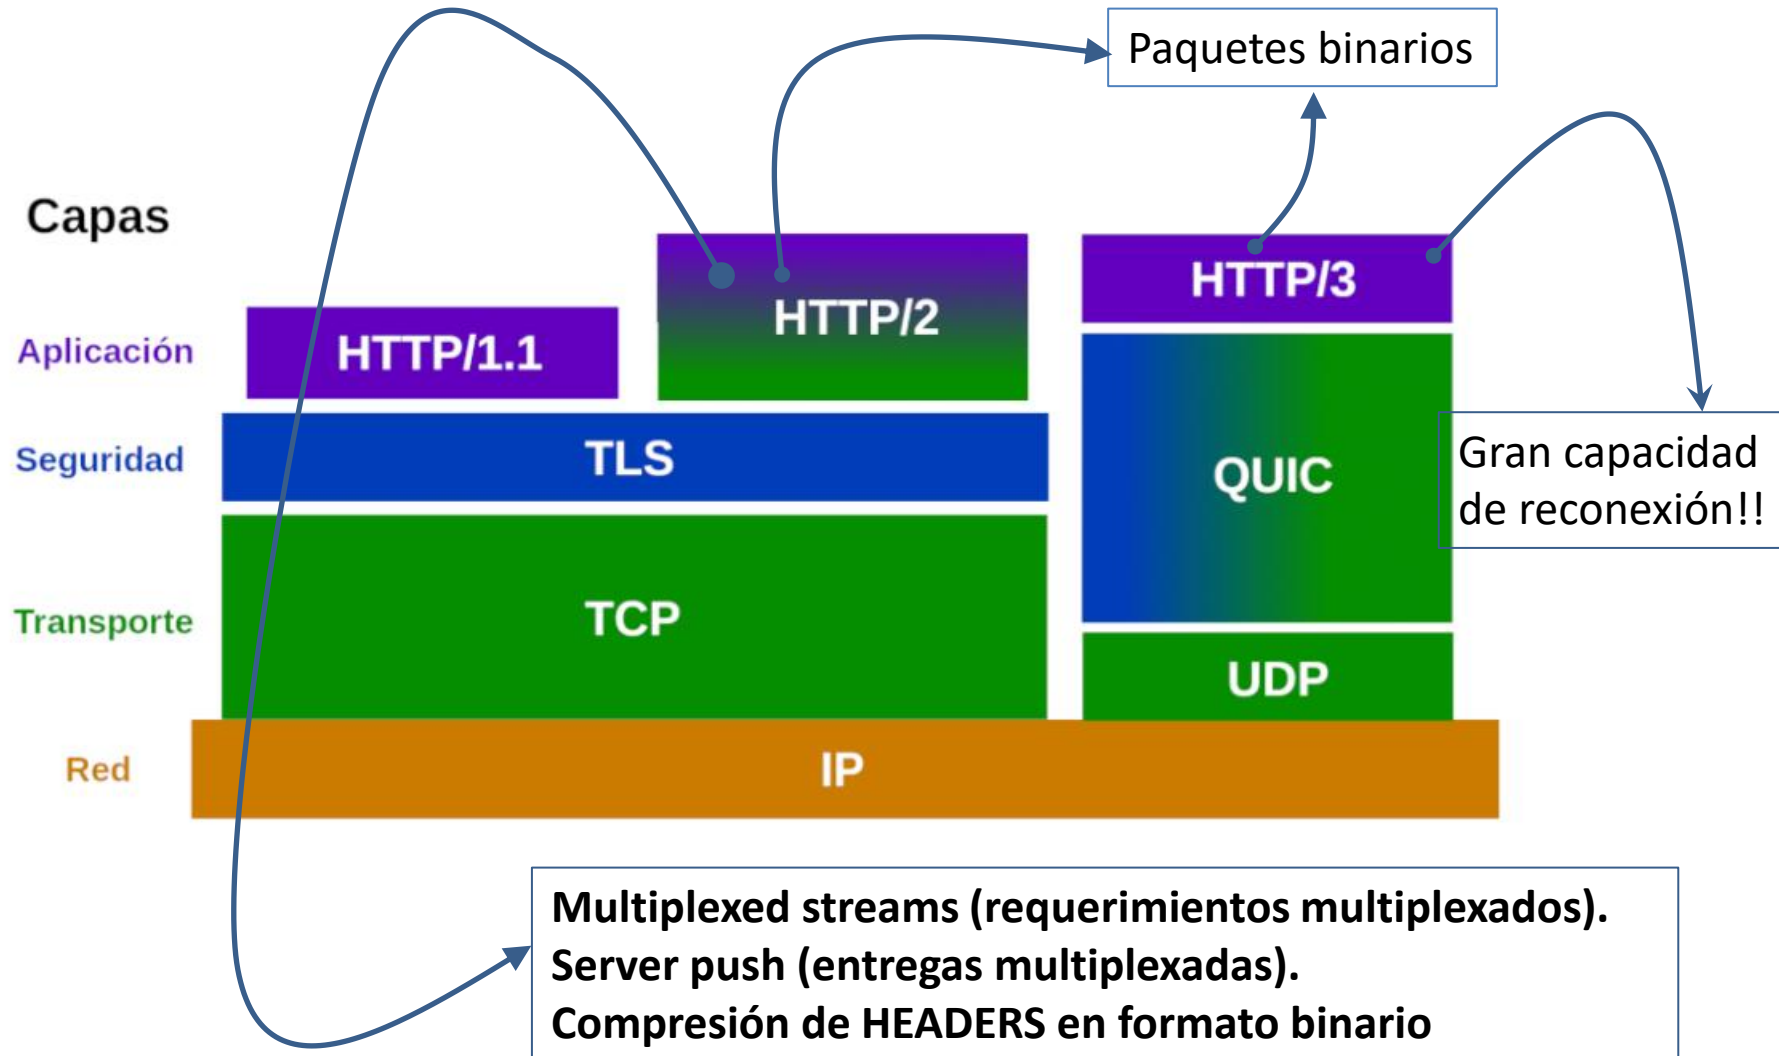 Paquetes binarios
Capas
HTTP/3
HTTP/2
Aplicación
HTTP/1.1
Seguridad
TLS
QUIC
Gran capacidad
de reconexión!!
Transporte
TCP
UDP
Red
IP
Multiplexed streams (requerimientos multiplexados).
Server push (entregas multiplexadas).
Compresión de HEADERS en formato binario